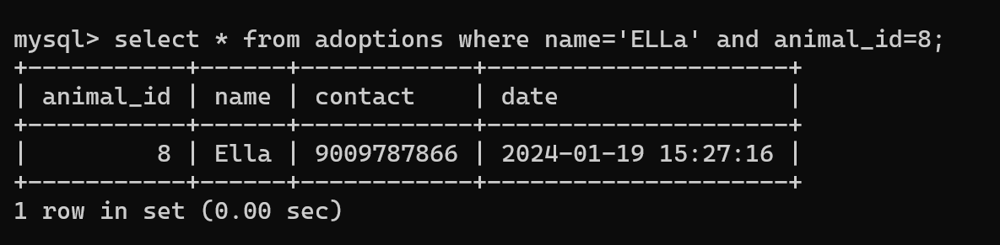 mysql> select * from adoptions where name='ELLa' and animal_id=8;
+-----------+------+------------+---------------------+
| animal_id | name | contact    | date                |
+-----------+------+------------+---------------------+
|         8 | Ella | 9009787866 | 2024-01-19 15:27:16 |
+-----------+------+------------+---------------------+
1 row in set (0.00 sec)